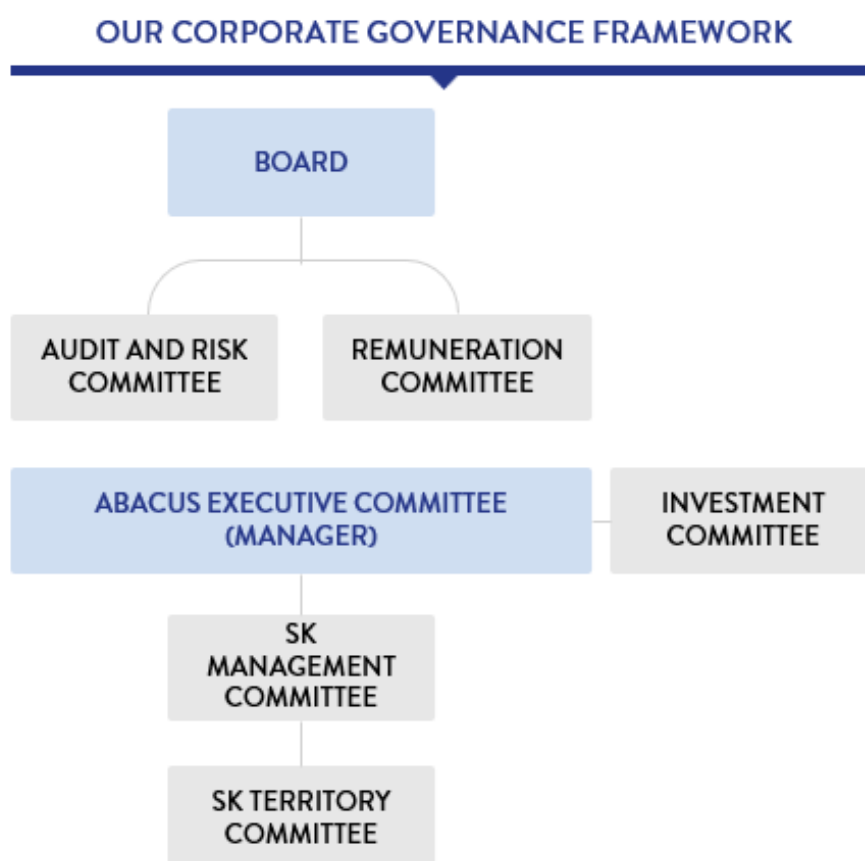 OUR CORPORATE GOVERNANCE FRAMEWORK
BOARD
AUDIT AND RISK
COMMITTEE
REMUNERATION
COMMITTEE
ABACUS EXECUTIVE COMMITTEE
(MANAGER)
INVESTMENT
COMMITTEE
SK
MANAGEMENT
COMMITTEE
SK TERRITORY
COMMITTEE